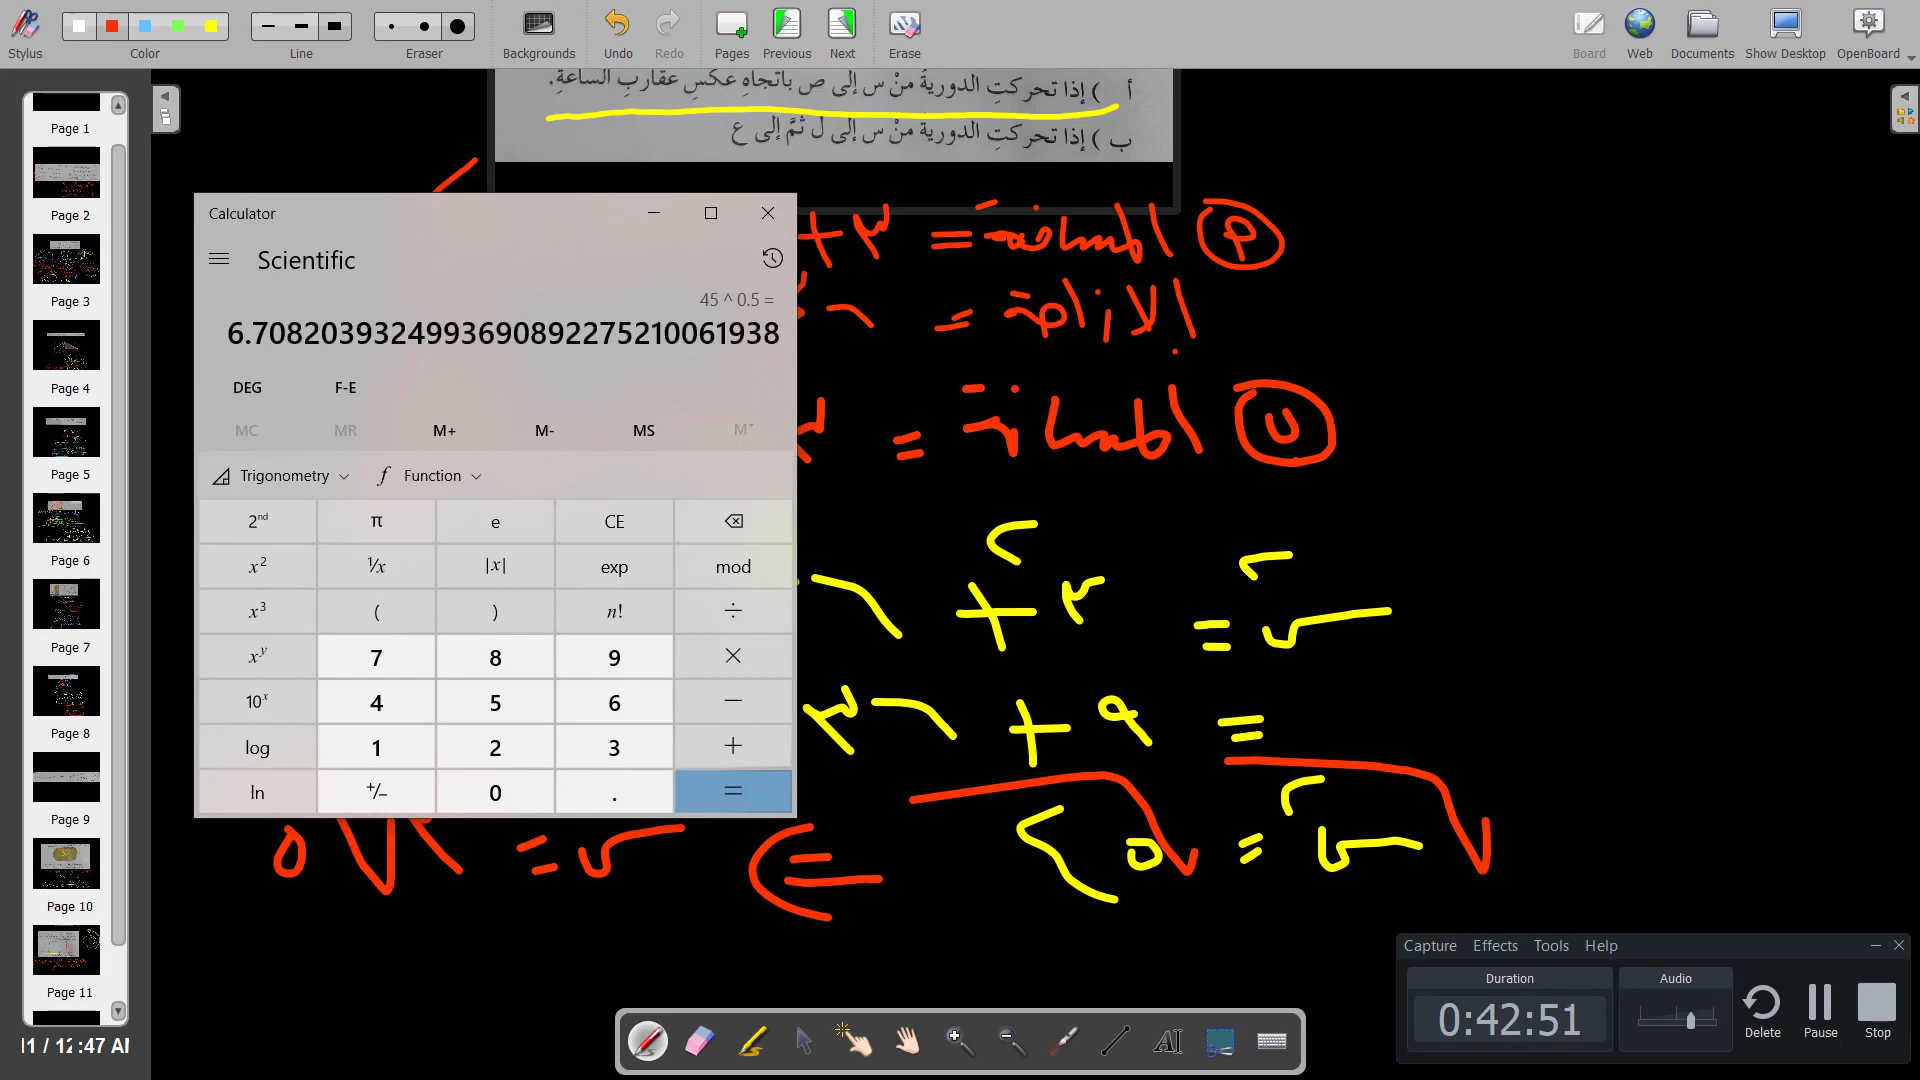 Stylus
Color
Line
Eraser
Backgrounds
Undo
Redo
Pages
Previous
Next
Erase
Board
Web
Documents
Show Desktop
OpenBoard
Page 1
Page 2
Page 3
Page 4
Page 5
Page 6
Page 7
Page 8
Page 9
Page 10
Page 11
أ ) إذا تحركتِ الدوريةُ منْ س إلى ص باتجاهِ عكسِ عقاربِ الساعةِ.
ب ) إذا تحركتِ الدوريةُ منْ س إلى ل ثمَّ إلى ع
Calculator
Scientific
45 ^ 0.5 =
6.7082039324993690892275210061938
DEG F-E
MC MR M+ M- MS M
Trigonometry Function
2nd π e CE
x2 1/x |x| exp mod
x3 ( ) n! ÷
xy 7 8 9 ×
10x 4 5 6 −
log 1 2 3 +
ln +/− 0 . =
المسافة = ٣ +
الإزاحة =
المسافة =
Capture Effects Tools Help
Duration
Audio
0:42:51
Delete
Pause
Stop